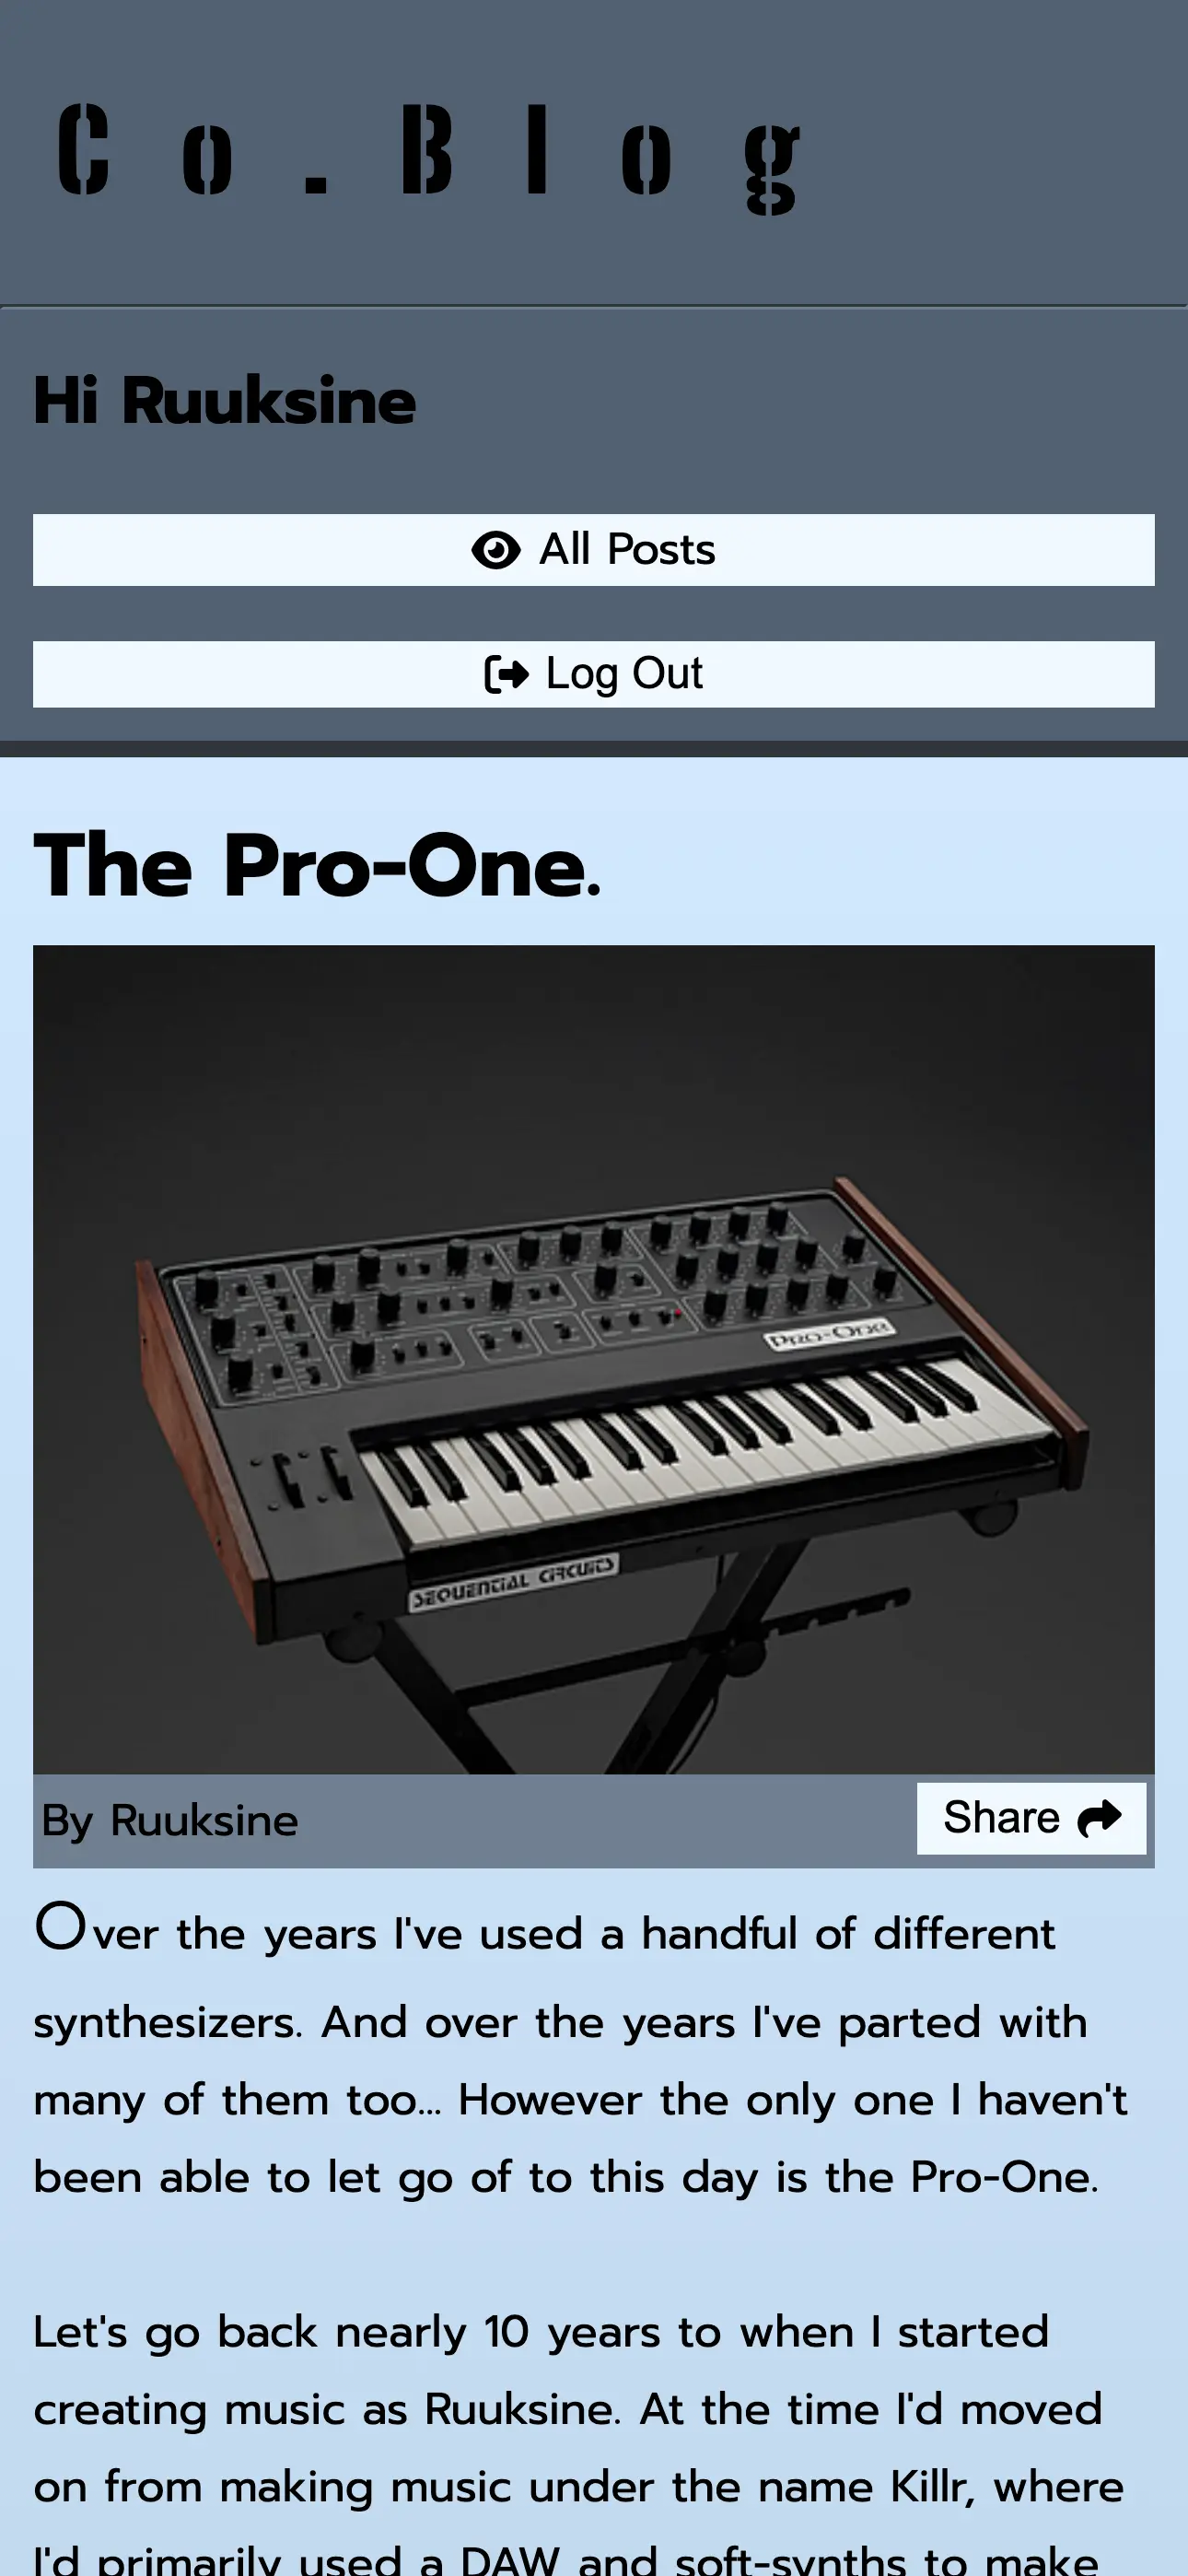 Co.Blog
Hi Ruuksine
All Posts
Log Out
The Pro-One.
Pro-One
SEQUENTIAL CIRCUITS
By Ruuksine
Share
Over the years I've used a handful of different
synthesizers. And over the years I've parted with
many of them too... However the only one I haven't
been able to let go of to this day is the Pro-One.
Let's go back nearly 10 years to when I started
creating music as Ruuksine. At the time I'd moved
on from making music under the name Killr, where
I'd primarily used a DAW and soft-synths to make